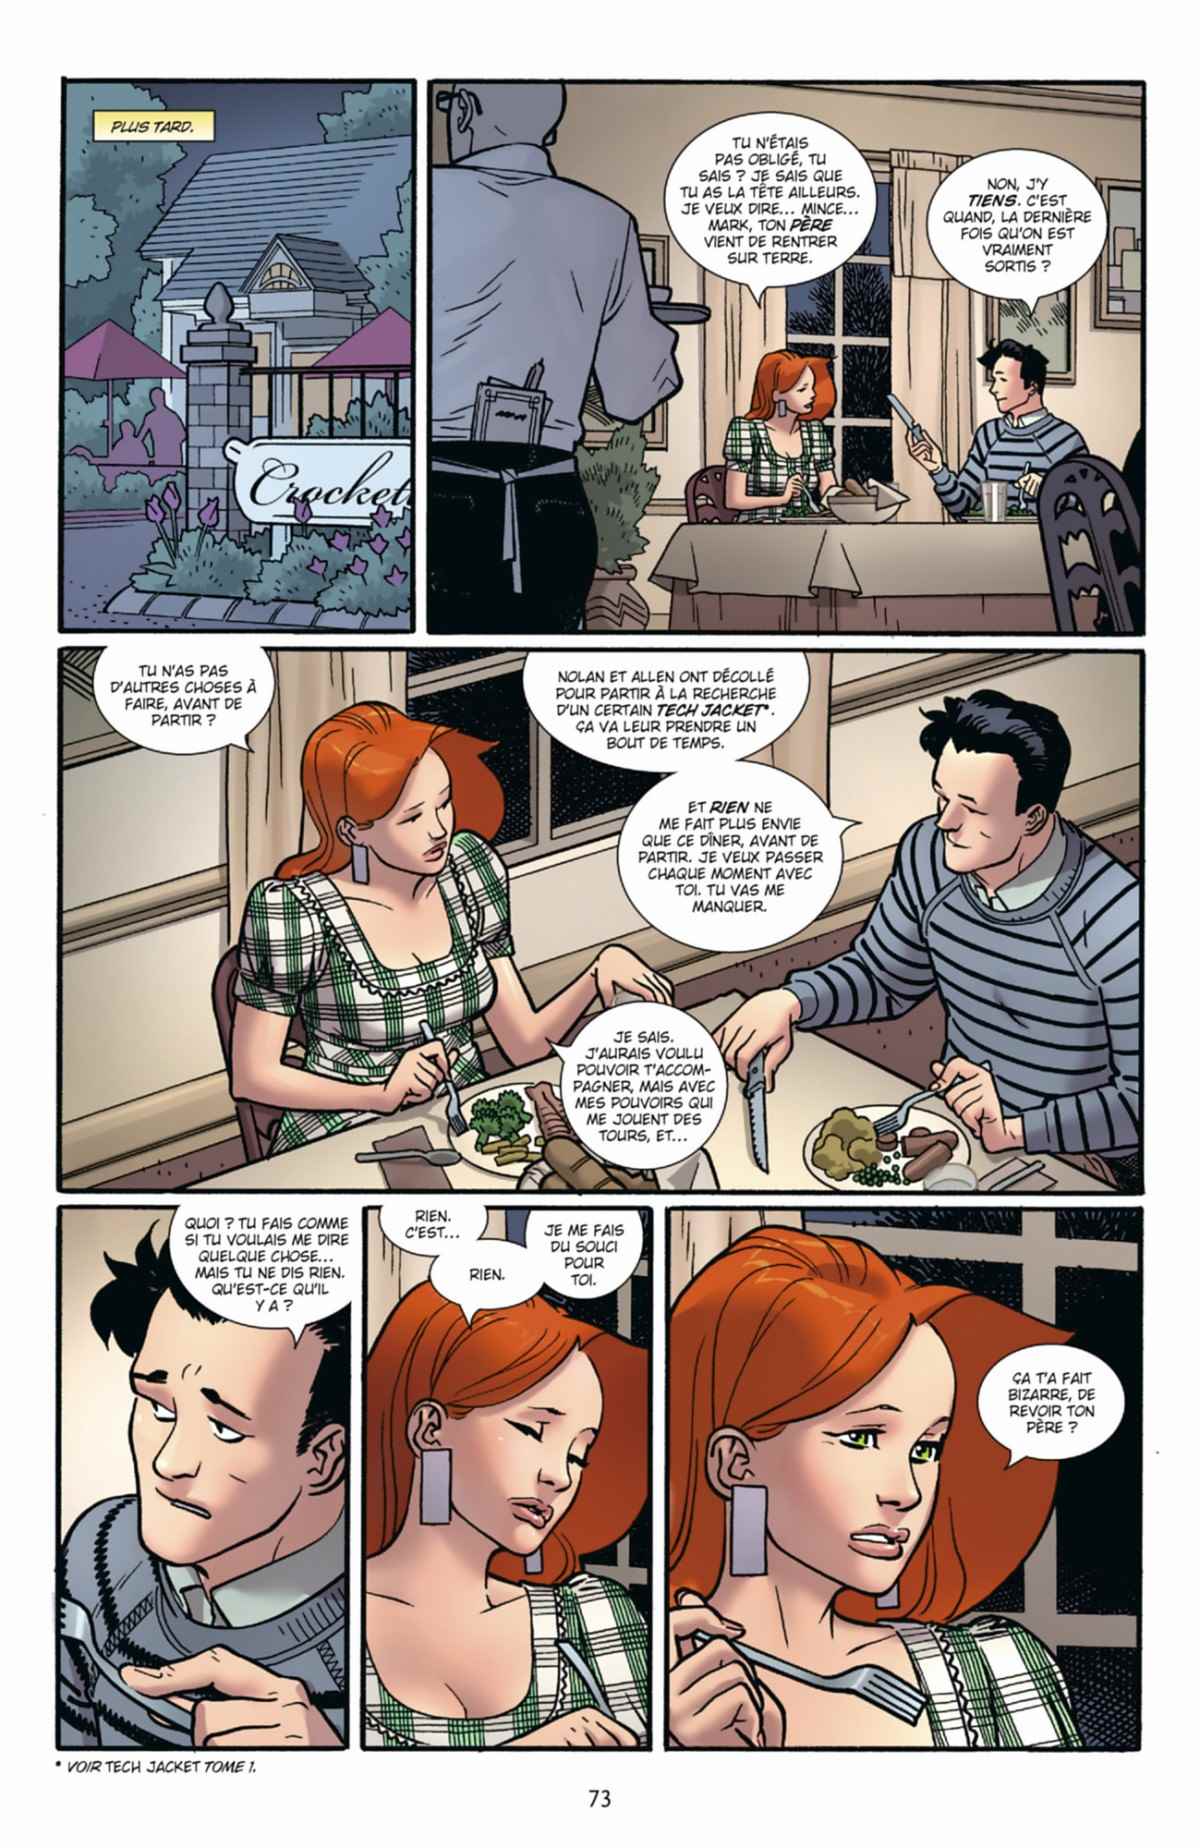 PLUS TARD.
Crockett
TU N'ÉTAIS
PAS OBLIGÉ, TU
SAIS ? JE SAIS QUE
TU AS LA TÊTE AILLEURS.
JE VEUX DIRE... MINCE...
MARK, TON PÈRE
VIENT DE RENTRER
SUR TERRE.
NON, J'Y
TIENS. C'EST
QUAND, LA DERNIÈRE
FOIS QU'ON EST
VRAIMENT
SORTIS ?
TU N'AS PAS
D'AUTRES CHOSES À
FAIRE, AVANT DE
PARTIR ?
NOLAN ET ALLEN ONT DÉCOLLÉ
POUR PARTIR À LA RECHERCHE
D'UN CERTAIN TECH JACKET*.
ÇA VA LEUR PRENDRE UN
BOUT DE TEMPS.
ET RIEN NE
ME FAIT PLUS ENVIE
QUE CE DÎNER, AVANT DE
PARTIR. JE VEUX PASSER
CHAQUE MOMENT AVEC
TOI. TU VAS ME
MANQUER.
JE SAIS.
J'AURAIS VOULU
POUVOIR T'ACCOM-
PAGNER, MAIS AVEC
MES POUVOIRS QUI
ME JOUENT DES
TOURS, ET...
QUOI ? TU FAIS COMME
SI TU VOULAIS ME DIRE
QUELQUE CHOSE...
MAIS TU NE DIS RIEN.
QU'EST-CE QU'IL
Y A ?
RIEN.
C'EST...
RIEN.
JE ME FAIS
DU SOUCI
POUR
TOI.
ÇA T'A FAIT
BIZARRE, DE
REVOIR TON
PÈRE ?
* VOIR TECH JACKET TOME 1.
73